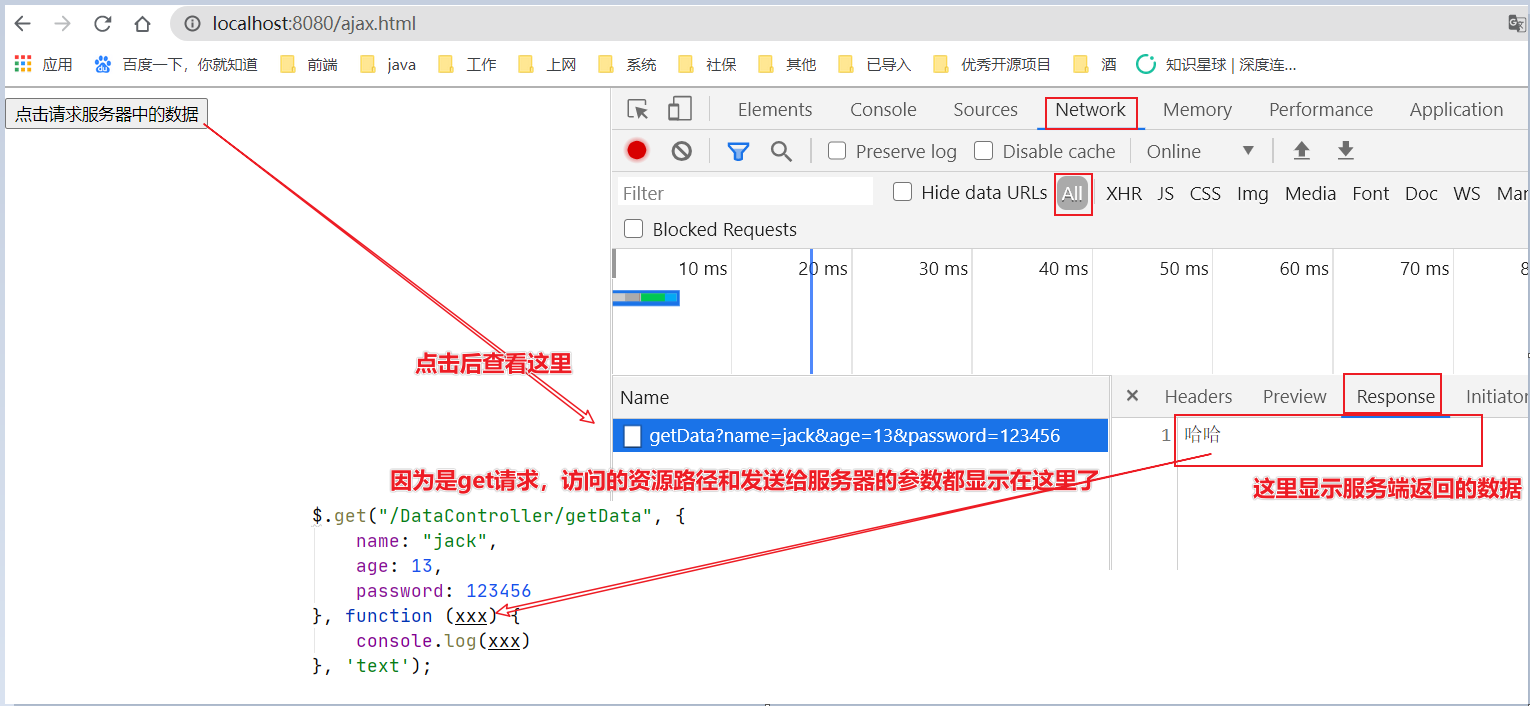 localhost:8080/ajax.html
应用 百度一下，你就知道 前端 java 工作 上网 系统 社保 其他 已导入 优秀开源项目 酒 知识星球 | 深度连...
点击请求服务器中的数据
Elements Console Sources Network Memory Performance Application
Preserve log Disable cache Online
Filter Hide data URLs All XHR JS CSS Img Media Font Doc WS Man
Blocked Requests
10 ms 20 ms 30 ms 40 ms 50 ms 60 ms 70 ms 8
点击后查看这里
Name × Headers Preview Response Initiator
getData?name=jack&age=13&password=123456 1 哈哈
因为是get请求，访问的资源路径和发送给服务器的参数都显示在这里了
这里显示服务端返回的数据
$.get("/DataController/getData", {
name: "jack",
age: 13,
password: 123456
}, function (xxx) {
console.log(xxx)
}, 'text');